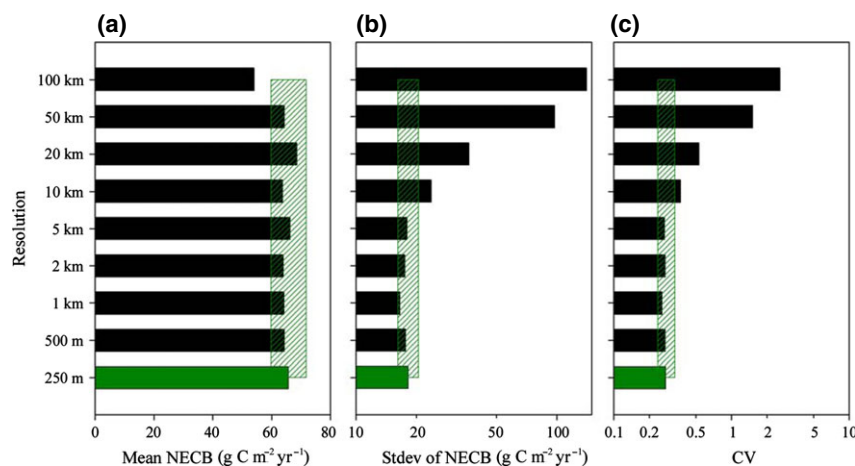 (a) (b) (c)
Resolution
100 km
50 km
20 km
10 km
5 km
2 km
1 km
500 m
250 m
0 20 40 60 80
Mean NECB (g C m⁻² yr⁻¹)
10 20 50 100
Stdev of NECB (g C m⁻² yr⁻¹)
0.1 0.2 0.5 1 2 10
CV